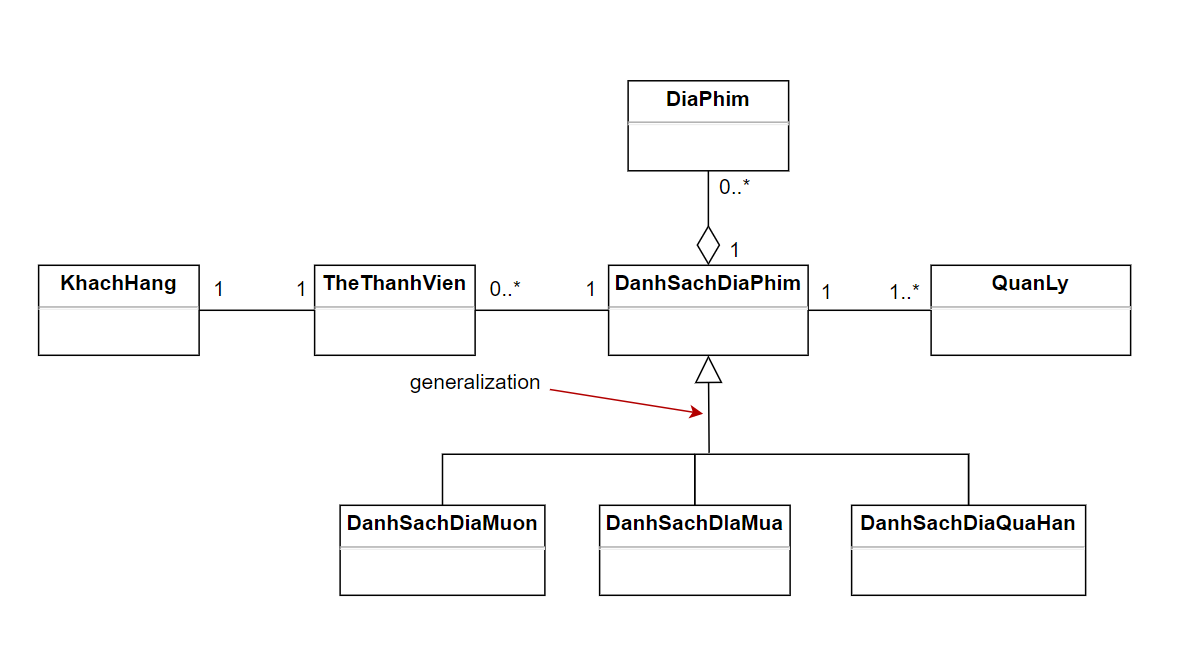 DiaPhim
0..*
1
KhachHang
1
1
TheThanhVien
0..*
1
DanhSachDiaPhim
1
1..*
QuanLy
generalization
DanhSachDiaMuon
DanhSachDIaMua
DanhSachDiaQuaHan